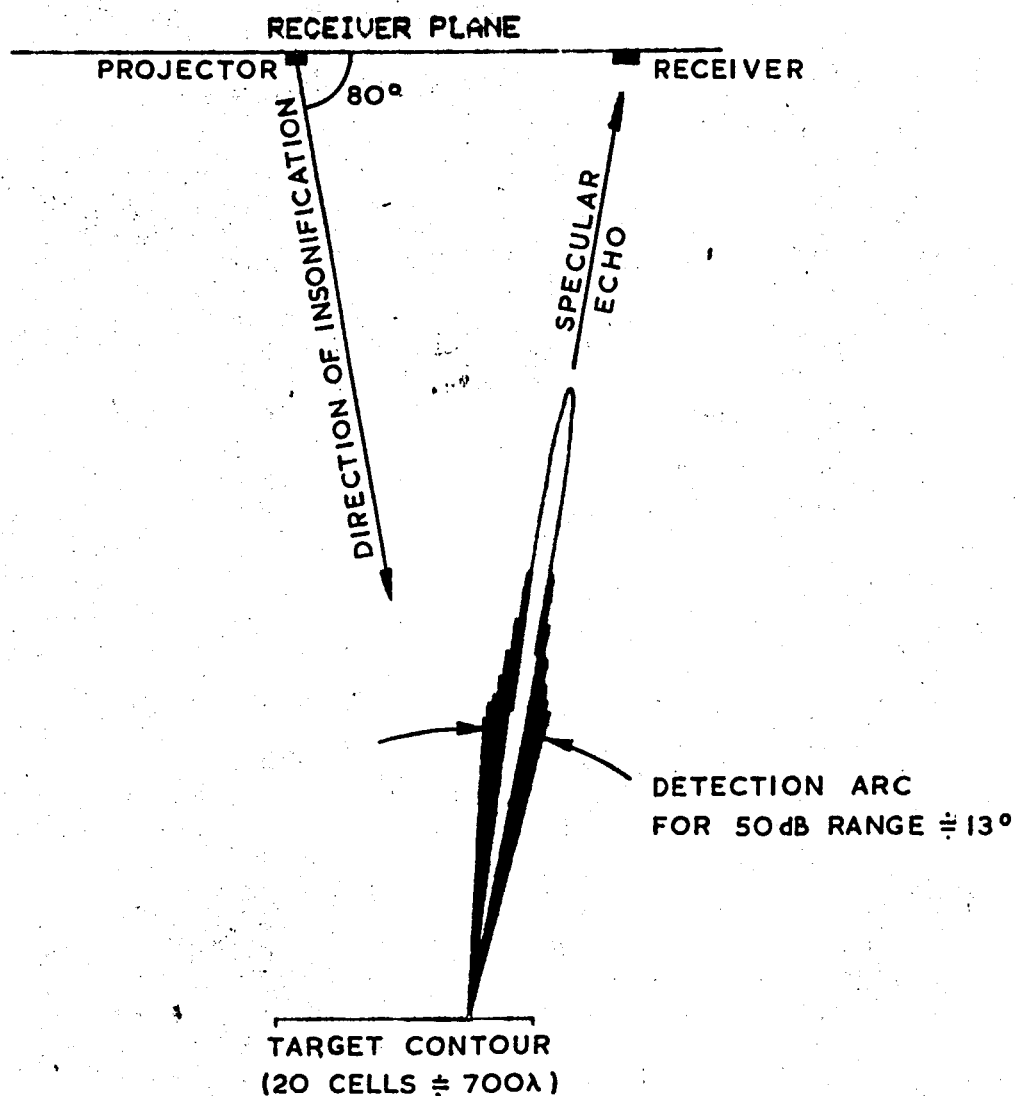 RECEIVER PLANE
PROJECTOR
RECEIVER
80°
DIRECTION OF INSONIFICATION
SPECULAR
ECHO
DETECTION ARC
FOR 50dB RANGE ≑ 13°
TARGET CONTOUR
(20 CELLS ≑ 700λ)